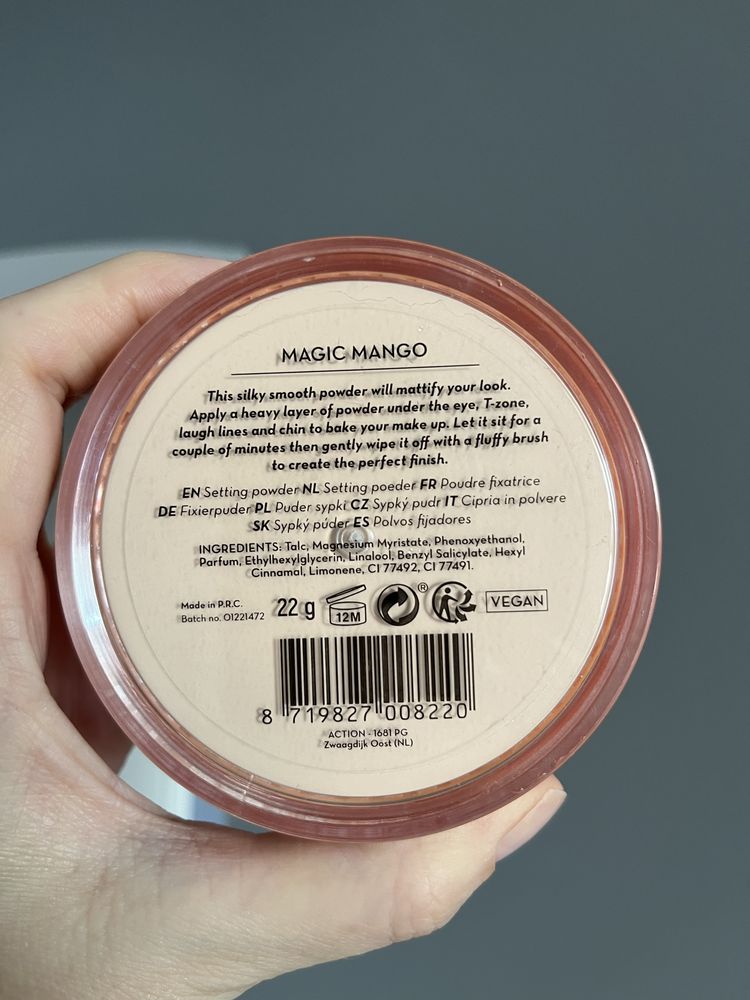 MAGIC MANGO
This silky smooth powder will mattify your look.
Apply a heavy layer of powder under the eye, T-zone,
laugh lines and chin to bake your make up. Let it sit for a
couple of minutes then gently wipe it off with a fluffy brush
to create the perfect finish.
EN Setting powder NL Setting poeder FR Poudre fixatrice
DE Fixierpuder PL Puder sypki CZ Sypký pudr IT Cipria in polvere
SK Sypký púder ES Polvos fijadores
INGREDIENTS: Talc, Magnesium Myristate, Phenoxyethanol,
Parfum, Ethylhexylglycerin, Linalool, Benzyl Salicylate, Hexyl
Cinnamal, Limonene, CI 77492, CI 77491.
Made in P.R.C.
Batch no. 01221472
22 g
12M
®
VEGAN
8 719827 008220
ACTION - 1681 PG
Zwaagdijk Oost (NL)